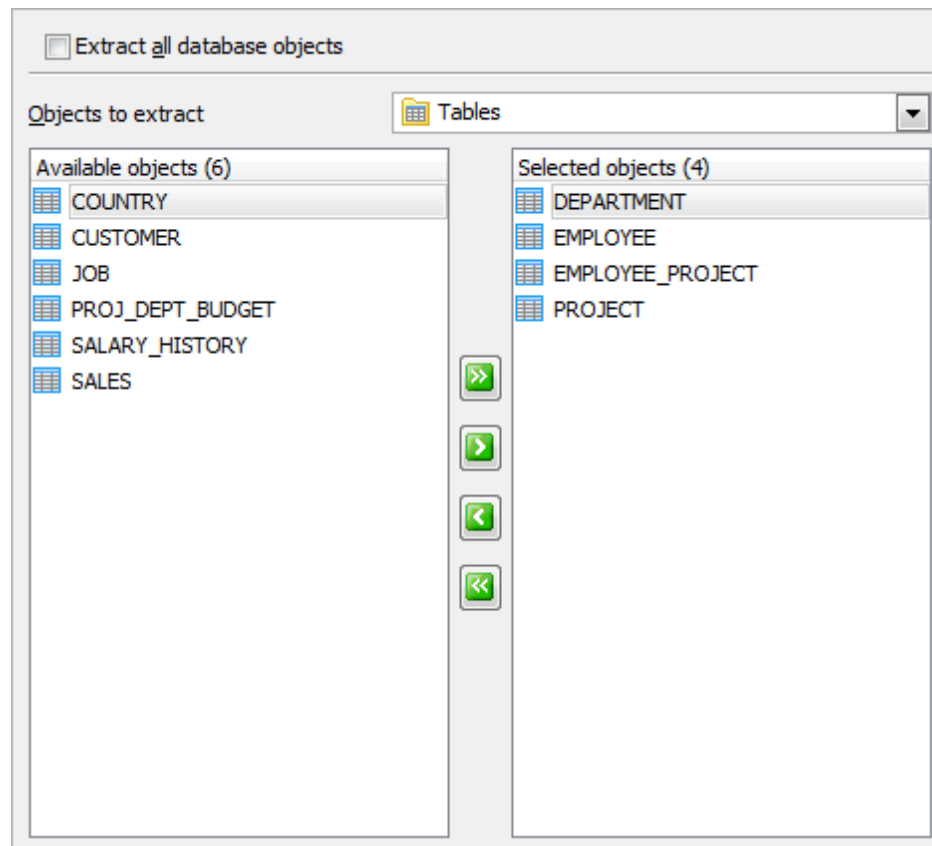 Extract all database objects
Objects to extract
Tables
Available objects (6)
COUNTRY
CUSTOMER
JOB
PROJ_DEPT_BUDGET
SALARY_HISTORY
SALES
Selected objects (4)
DEPARTMENT
EMPLOYEE
EMPLOYEE_PROJECT
PROJECT